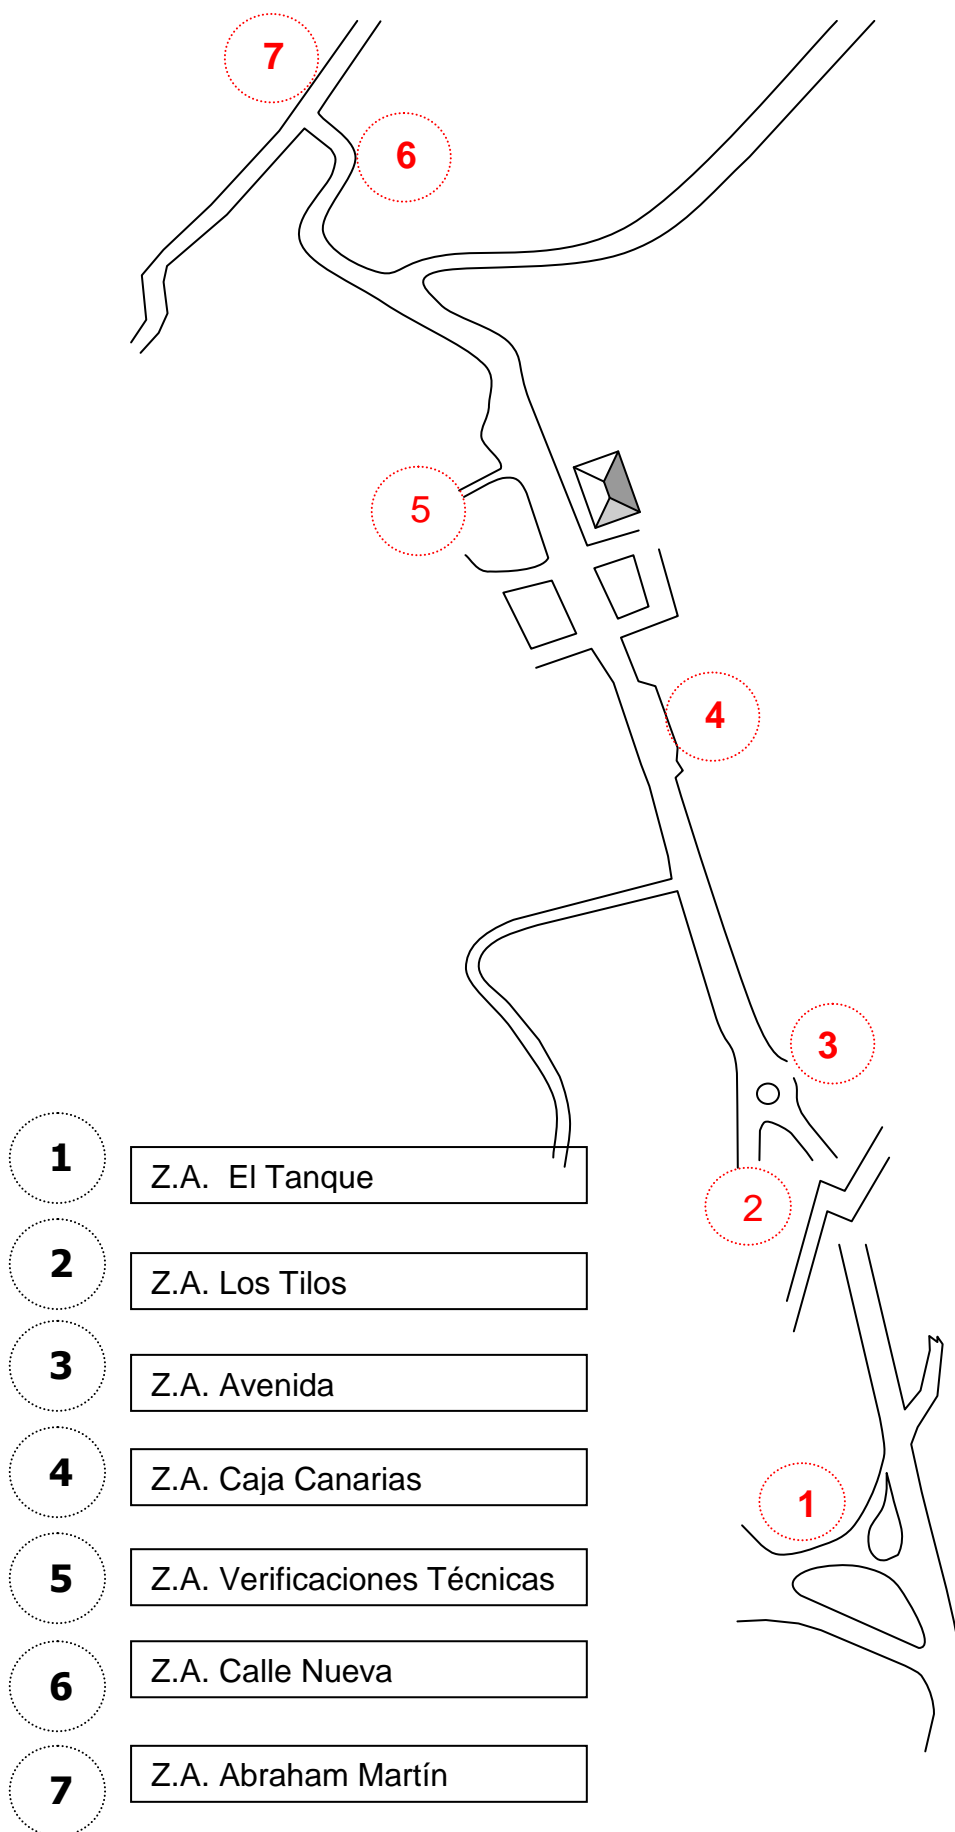 7
6
5
4
3
2
1
1 Z.A. El Tanque
2 Z.A. Los Tilos
3 Z.A. Avenida
4 Z.A. Caja Canarias
5 Z.A. Verificaciones Técnicas
6 Z.A. Calle Nueva
7 Z.A. Abraham Martín